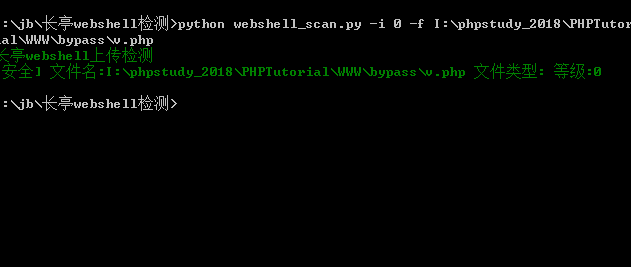 :\jb\长亭webshell检测>python webshell_scan.py -i 0 -f I:\phpstudy_2018\PHPTutor
ial\WWW\bypass\v.php
长亭webshell上传检测
安全] 文件名:I:\phpstudy_2018\PHPTutorial\WWW\bypass\v.php 文件类型: 等级:0
:\jb\长亭webshell检测>